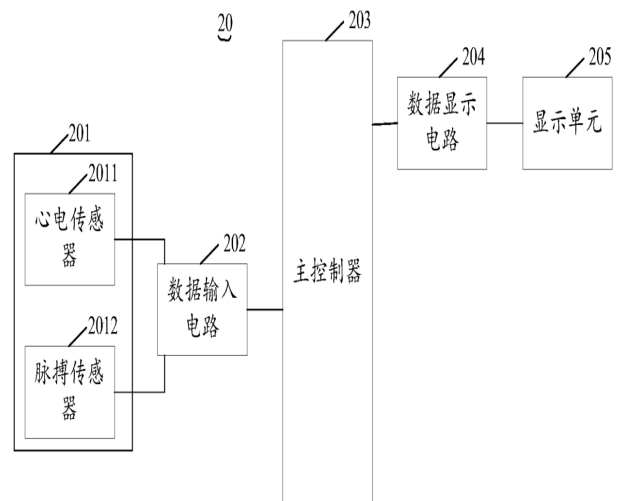 20
203
204
205
数据显示
电路
显示单元
201
2011
心电传感
器
202
数据输入
电路
主控制器
2012
脉搏传感
器